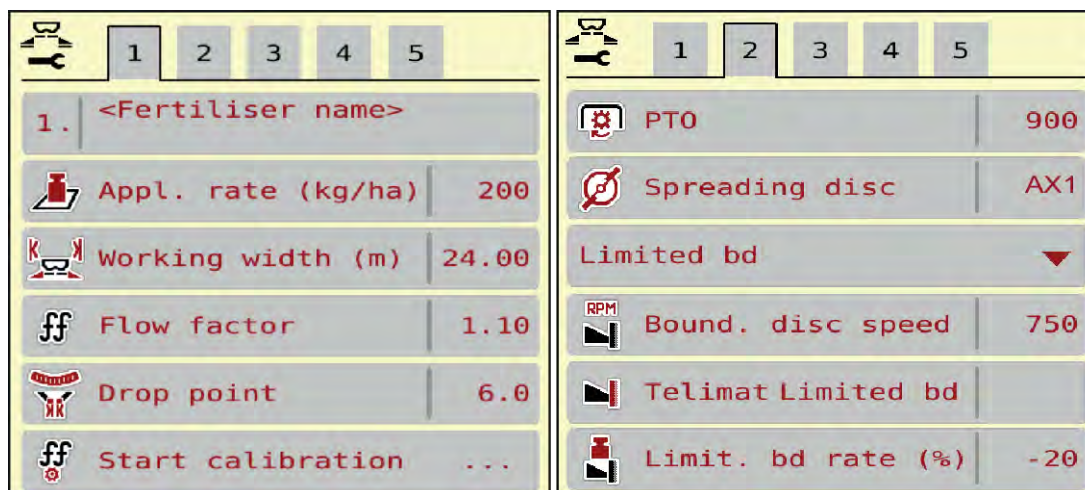 1 2 3 4 5
1. <Fertiliser name>
Appl. rate (kg/ha) 200
Working width (m) 24.00
Flow factor 1.10
Drop point 6.0
Start calibration ...
1 2 3 4 5
PTO 900
Spreading disc AX1
Limited bd
RPM
Bound. disc speed 750
Telimat Limited bd
Limit. bd rate (%) -20